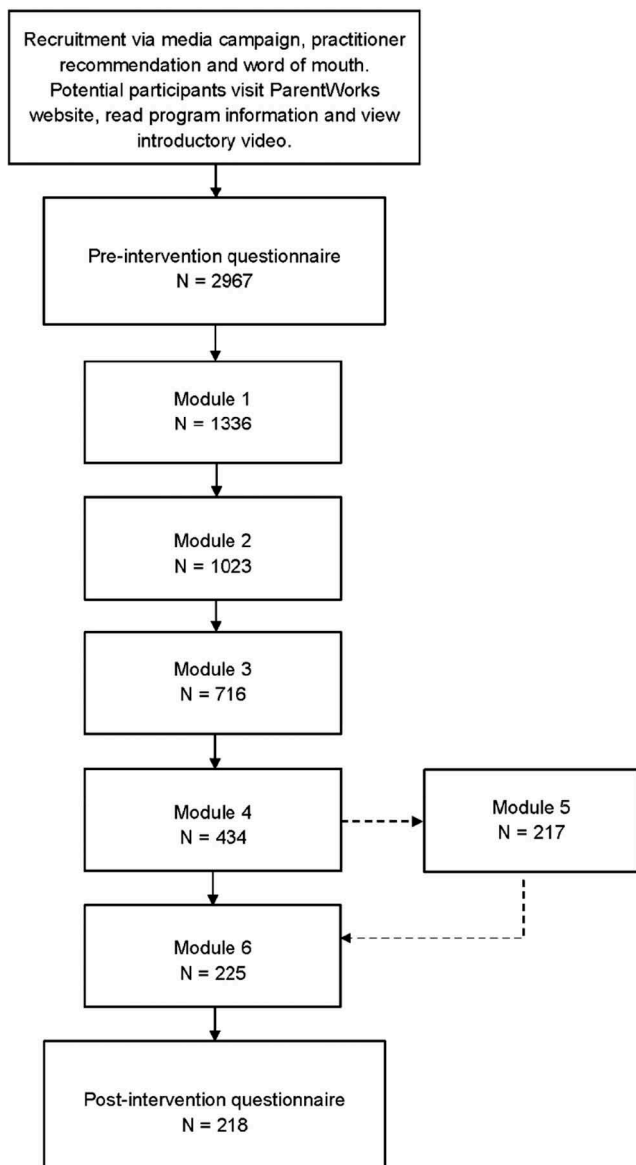 Recruitment via media campaign, practitioner
recommendation and word of mouth.
Potential participants visit ParentWorks
website, read program information and view
introductory video.
Pre-intervention questionnaire
N = 2967
Module 1
N = 1336
Module 2
N = 1023
Module 3
N = 716
Module 4
N = 434
Module 5
N = 217
Module 6
N = 225
Post-intervention questionnaire
N = 218